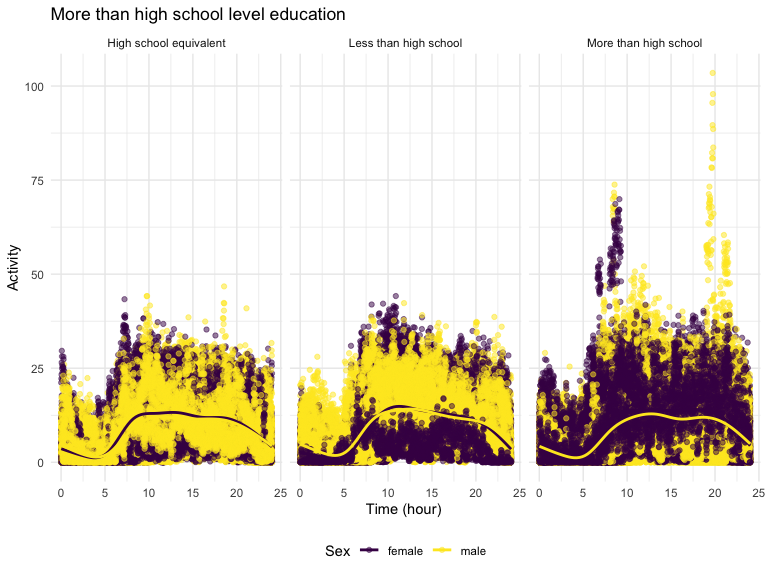 More than high school level education
High school equivalent
Less than high school
More than high school
100
75
50
25
0
Activity
0 5 10 15 20 25
0 5 10 15 20 25
0 5 10 15 20 25
Time (hour)
Sex female male